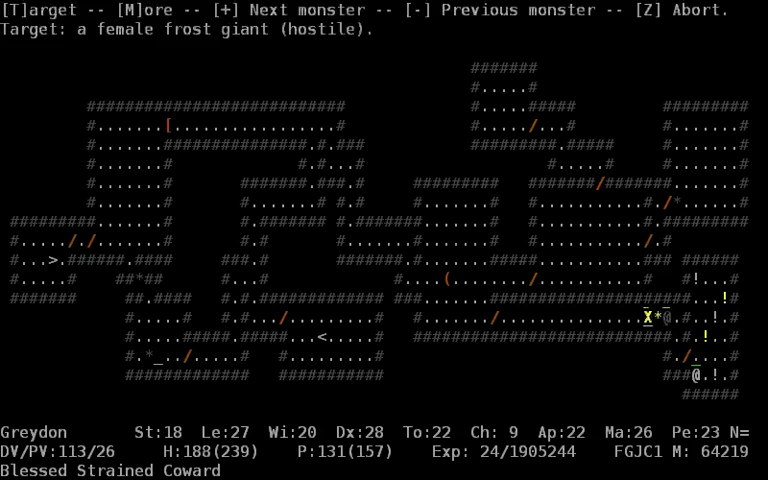 [T]arget -- [M]ore -- [+] Next monster -- [-] Previous monster -- [Z] Abort.
Target: a female frost giant (hostile).
Greydon St:18 Le:27 Wi:20 Dx:28 To:22 Ch: 9 Ap:22 Ma:26 Pe:23 N=
DV/PV:113/26 H:188(239) P:131(157) Exp: 24/1905244 FGJC1 M: 64219
Blessed Strained Coward